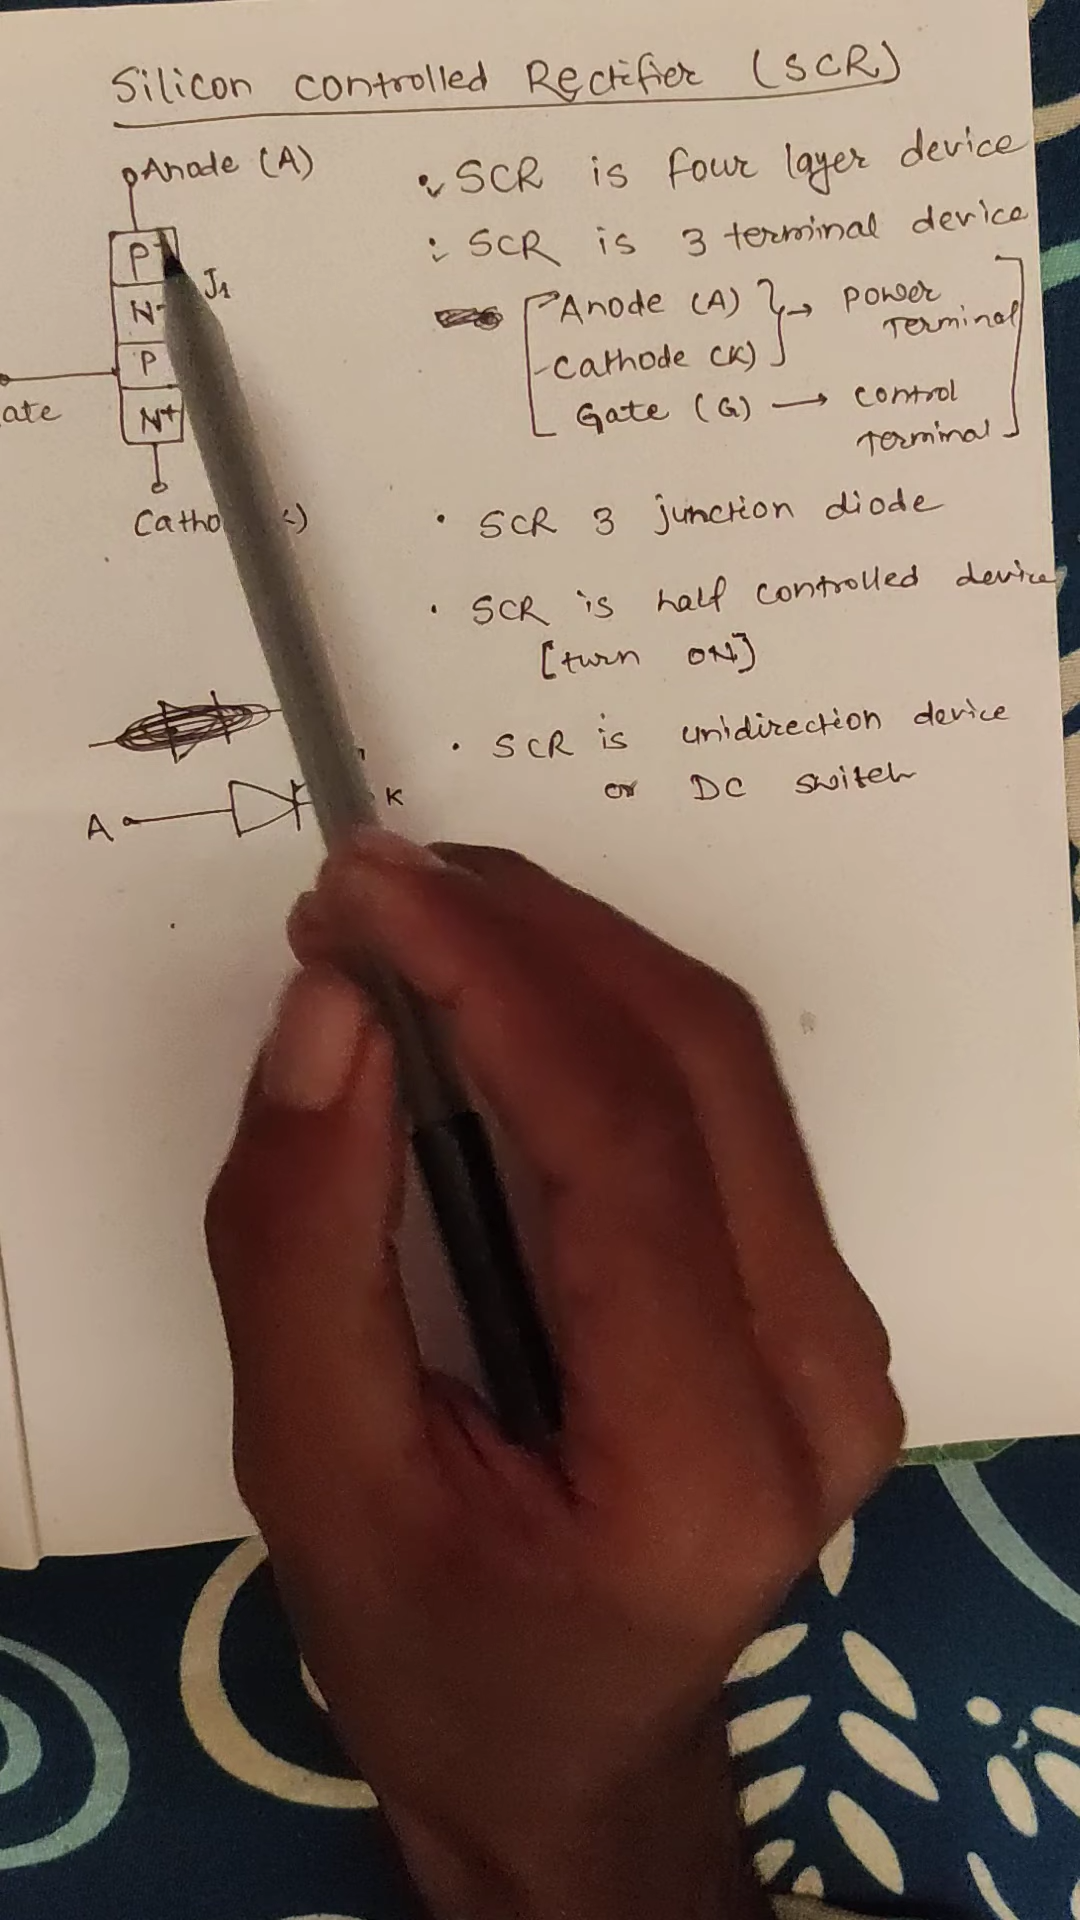 Silicon controlled Rectifier (SCR)
Anode (A)
P+
J1
N-
P
ate
N+
• SCR is four layer device
• SCR is 3 terminal device
Anode (A) → Power Terminal
Cathode (K)
Gate (G) → control Terminal
• SCR 3 junction diode
• SCR is half controlled device
[turn ON]
• SCR is unidirection device
or DC switch
A
K